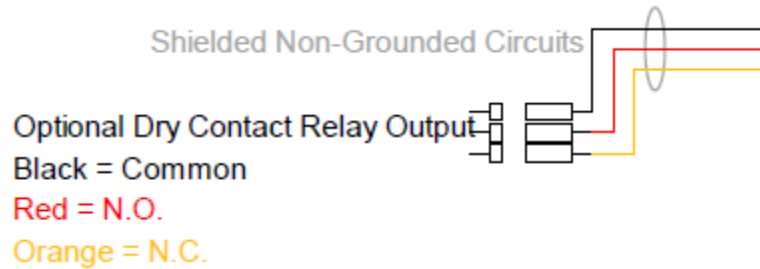 Shielded Non-Grounded Circuits
Optional Dry Contact Relay Output
Black = Common
Red = N.O.
Orange = N.C.